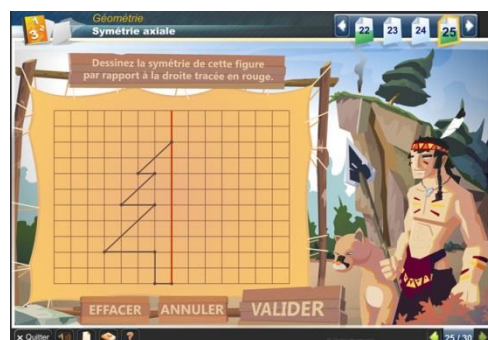 Géométrie
Symétrie axiale
22 23 24 25
Dessinez la symétrie de cette figure
par rapport à la droite tracée en rouge.
EFFACER ANNULER VALIDER
× Quitter ? 25 / 30